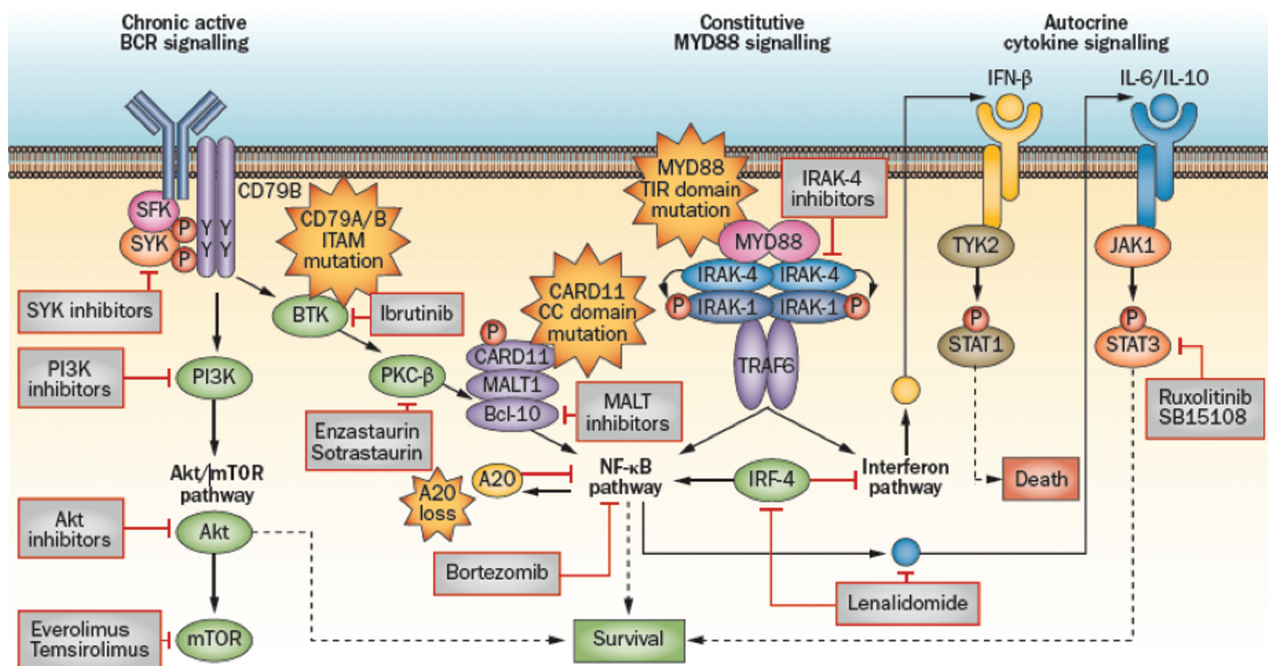 Chronic active
BCR signalling
Constitutive
MYD88 signalling
Autocrine
cytokine signalling
IFN-β
IL-6/IL-10
CD79B
SFK
SYK
P
P
Y
Y
Y
Y
CD79A/B
ITAM
mutation
MYD88
TIR domain
mutation
IRAK-4
inhibitors
MYD88
IRAK-4
IRAK-4
P
IRAK-1
IRAK-1
P
TRAF6
TYK2
JAK1
P
STAT1
P
STAT3
SYK inhibitors
BTK
Ibrutinib
CARD11
CC domain
mutation
P
CARD11
MALT1
Bcl-10
PI3K
inhibitors
PI3K
PKC-β
MALT
inhibitors
Ruxolitinib
SB15108
Enzastaurin
Sotrastaurin
Akt/mTOR
pathway
A20
A20
loss
NF-κB
pathway
IRF-4
Interferon
pathway
Death
Akt
inhibitors
Akt
Bortezomib
Lenalidomide
Everolimus
Temsirolimus
mTOR
Survival